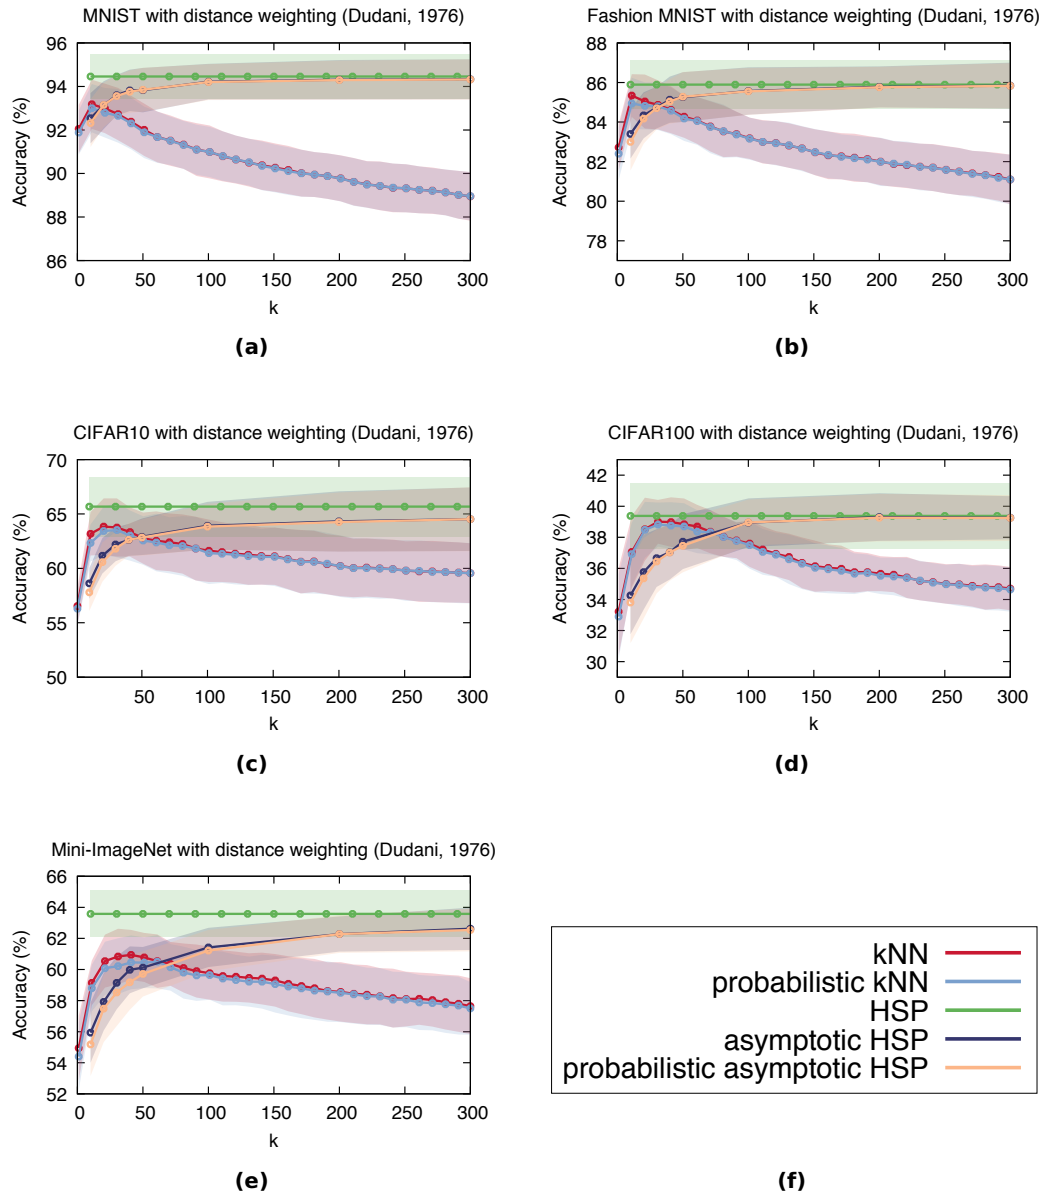 MNIST with distance weighting (Dudani, 1976)
96
94
92
90
88
86
Accuracy (%)
0 50 100 150 200 250 300
k
(a)
Fashion MNIST with distance weighting (Dudani, 1976)
88
86
84
82
80
78
Accuracy (%)
0 50 100 150 200 250 300
k
(b)
CIFAR10 with distance weighting (Dudani, 1976)
70
65
60
55
50
Accuracy (%)
0 50 100 150 200 250 300
k
(c)
CIFAR100 with distance weighting (Dudani, 1976)
42
40
38
36
34
32
30
Accuracy (%)
0 50 100 150 200 250 300
k
(d)
Mini-ImageNet with distance weighting (Dudani, 1976)
66
64
62
60
58
56
54
52
Accuracy (%)
0 50 100 150 200 250 300
k
(e)
kNN
probabilistic kNN
HSP
asymptotic HSP
probabilistic asymptotic HSP
(f)